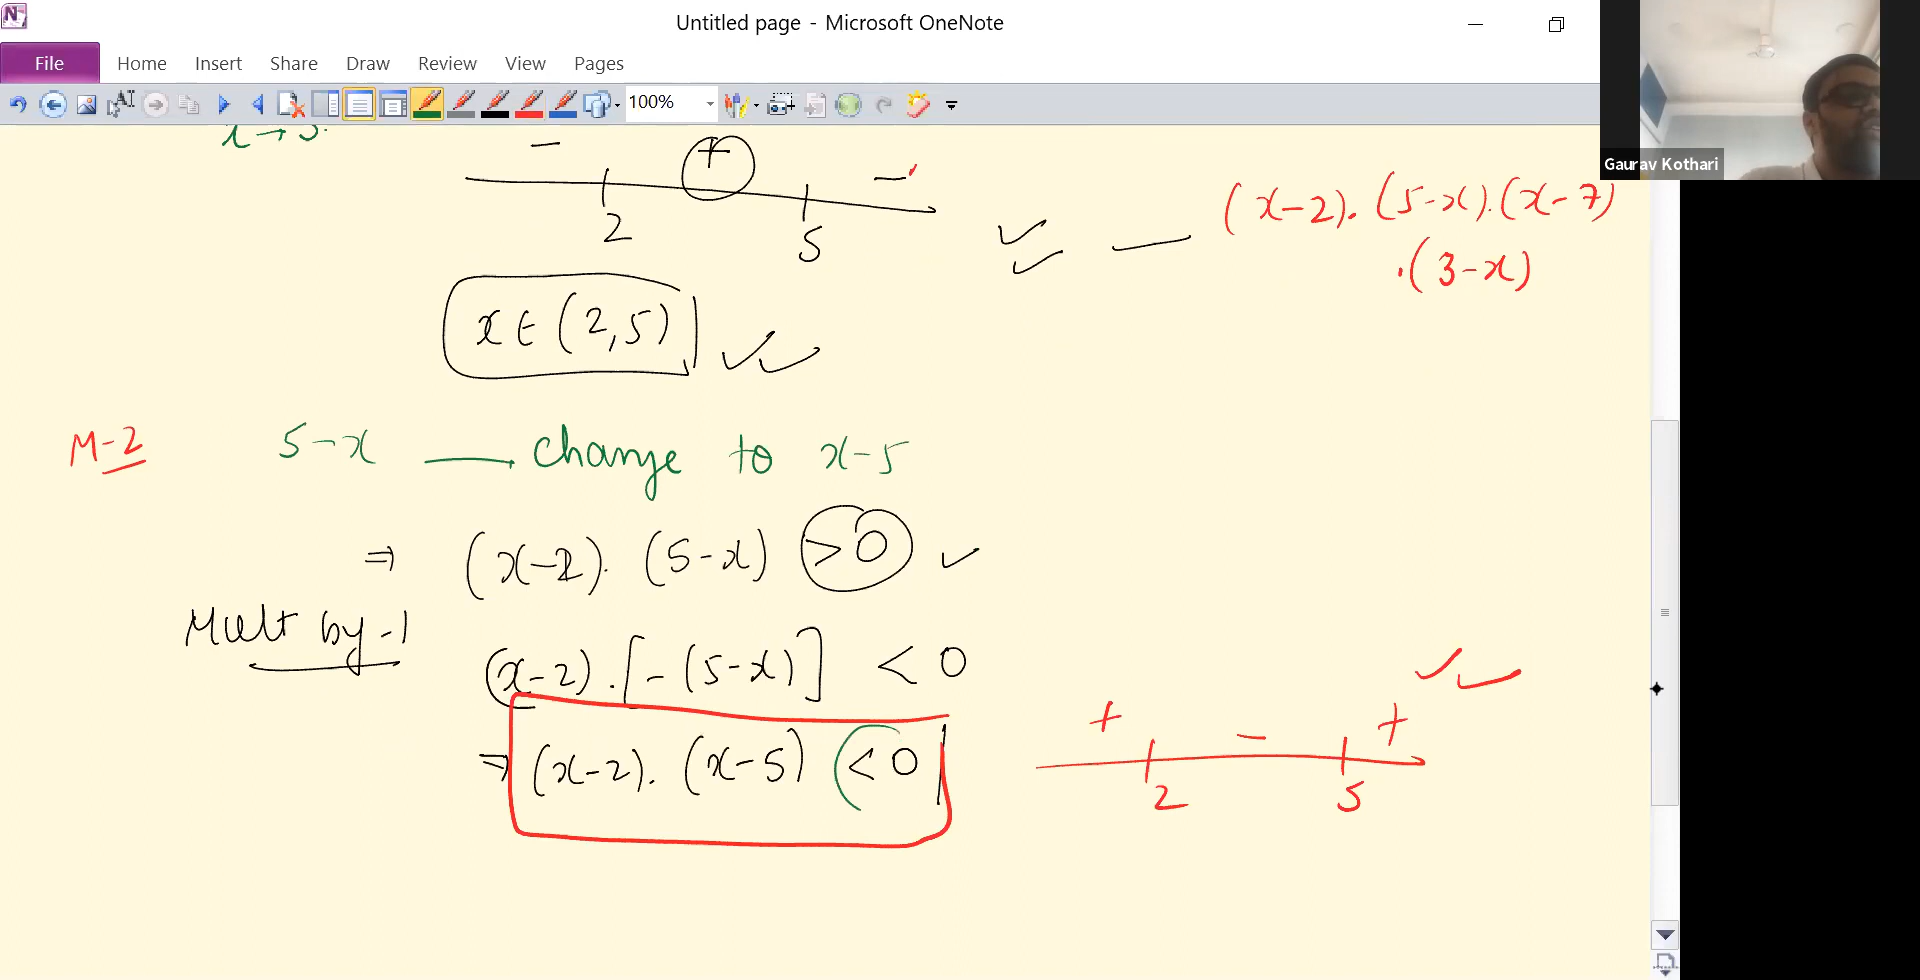 Untitled page - Microsoft OneNote
File Home Insert Share Draw Review View Pages
100%
Gaurav Kothari
- + -
2 5
(x-2). (5-x).(x-7)
.(3-x)
x ∈ (2,5)
M-2 5-x — change to x-5
⇒ (x-2). (5-x) >0
Mult by -1
(x-2).[-(5-x)] < 0
⇒ (x-2). (x-5) <0
+ - +
2 5